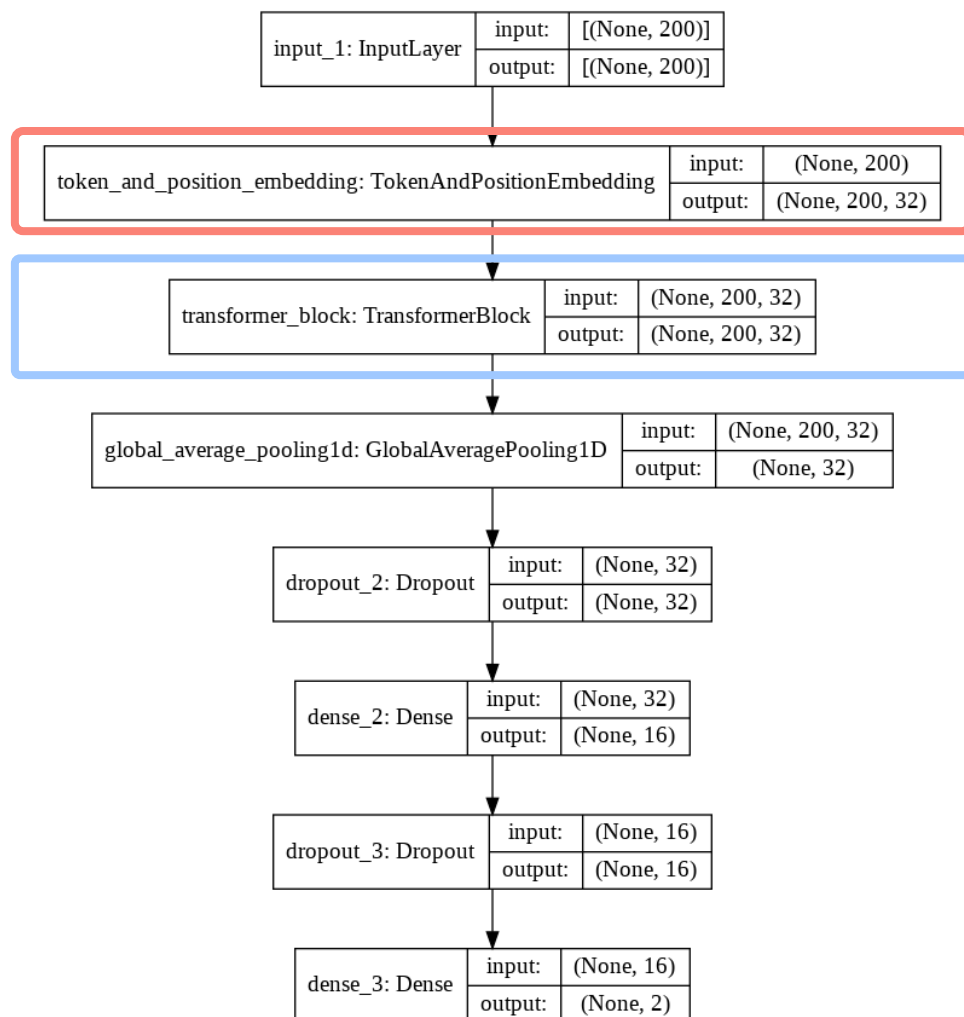 input_1: InputLayer input: [(None, 200)]
output: [(None, 200)]
token_and_position_embedding: TokenAndPositionEmbedding input: (None, 200)
output: (None, 200, 32)
transformer_block: TransformerBlock input: (None, 200, 32)
output: (None, 200, 32)
global_average_pooling1d: GlobalAveragePooling1D input: (None, 200, 32)
output: (None, 32)
dropout_2: Dropout input: (None, 32)
output: (None, 32)
dense_2: Dense input: (None, 32)
output: (None, 16)
dropout_3: Dropout input: (None, 16)
output: (None, 16)
dense_3: Dense input: (None, 16)
output: (None, 2)